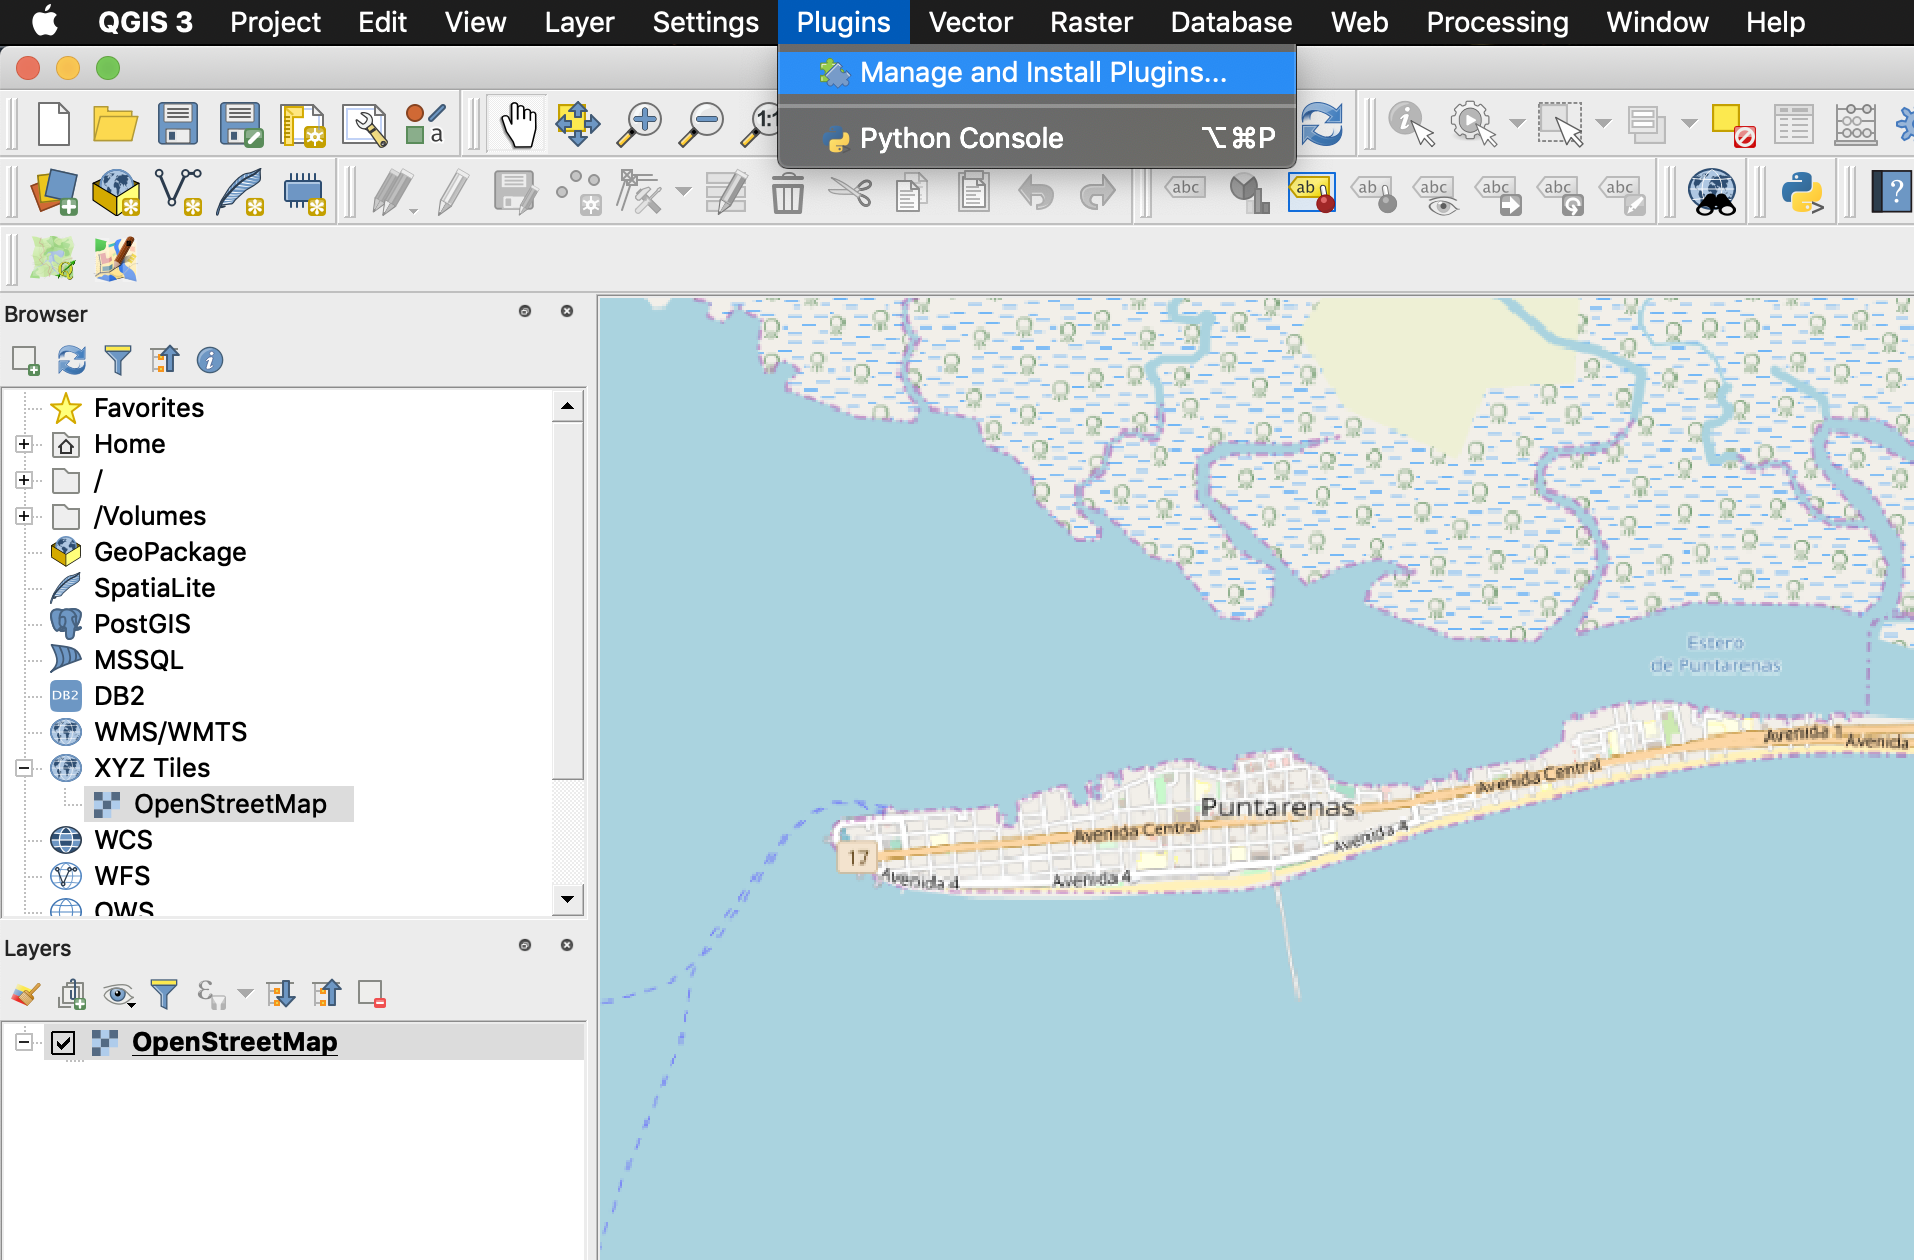 QGIS 3 Project Edit View Layer Settings Plugins Vector Raster Database Web Processing Window Help
Manage and Install Plugins...
Python Console ⌥⌘P
1:1
a
abc ab ab abc abc abc abc
?
Browser
Favorites
Home
/
/Volumes
GeoPackage
SpatiaLite
PostGIS
MSSQL
DB2 DB2
WMS/WMTS
XYZ Tiles
OpenStreetMap
WCS
WFS
OWS
Layers
OpenStreetMap
Estero
de Puntarenas
Avenida 1
Avenida
Avenida Central
Puntarenas
Avenida Central
Avenida 4
17
Avenida 4
Avenida 4